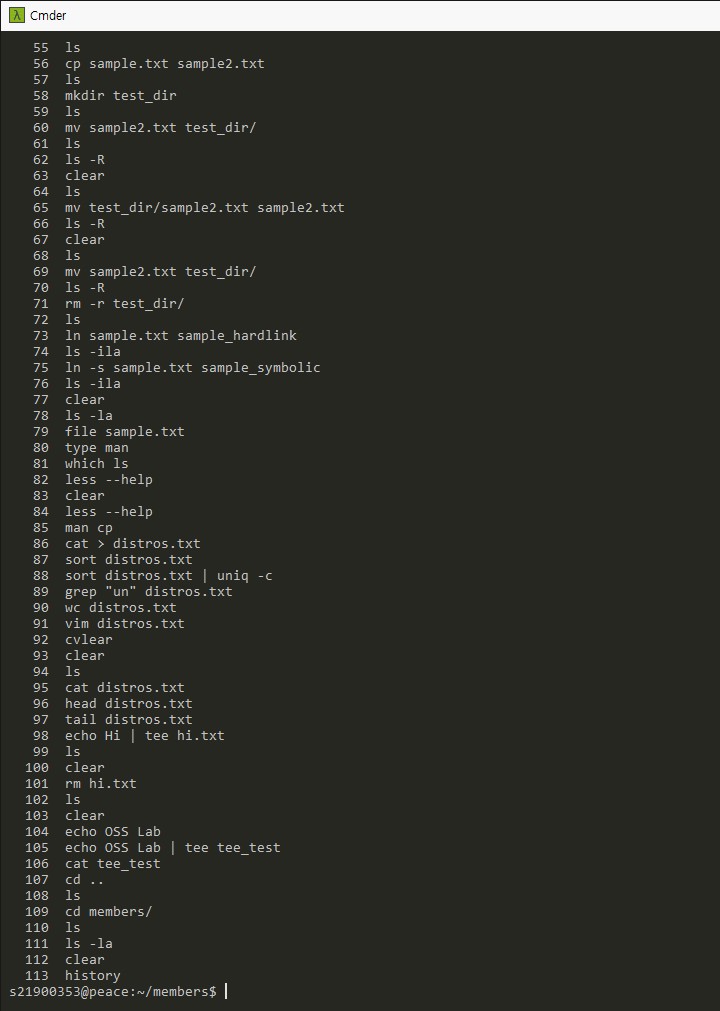 λ Cmder
55 ls
56 cp sample.txt sample2.txt
57 ls
58 mkdir test_dir
59 ls
60 mv sample2.txt test_dir/
61 ls
62 ls -R
63 clear
64 ls
65 mv test_dir/sample2.txt sample2.txt
66 ls -R
67 clear
68 ls
69 mv sample2.txt test_dir/
70 ls -R
71 rm -r test_dir/
72 ls
73 ln sample.txt sample_hardlink
74 ls -ila
75 ln -s sample.txt sample_symbolic
76 ls -ila
77 clear
78 ls -la
79 file sample.txt
80 type man
81 which ls
82 less --help
83 clear
84 less --help
85 man cp
86 cat > distros.txt
87 sort distros.txt
88 sort distros.txt | uniq -c
89 grep "un" distros.txt
90 wc distros.txt
91 vim distros.txt
92 cvlear
93 clear
94 ls
95 cat distros.txt
96 head distros.txt
97 tail distros.txt
98 echo Hi | tee hi.txt
99 ls
100 clear
101 rm hi.txt
102 ls
103 clear
104 echo OSS Lab
105 echo OSS Lab | tee tee_test
106 cat tee_test
107 cd ..
108 ls
109 cd members/
110 ls
111 ls -la
112 clear
113 history
s21900353@peace:~/members$